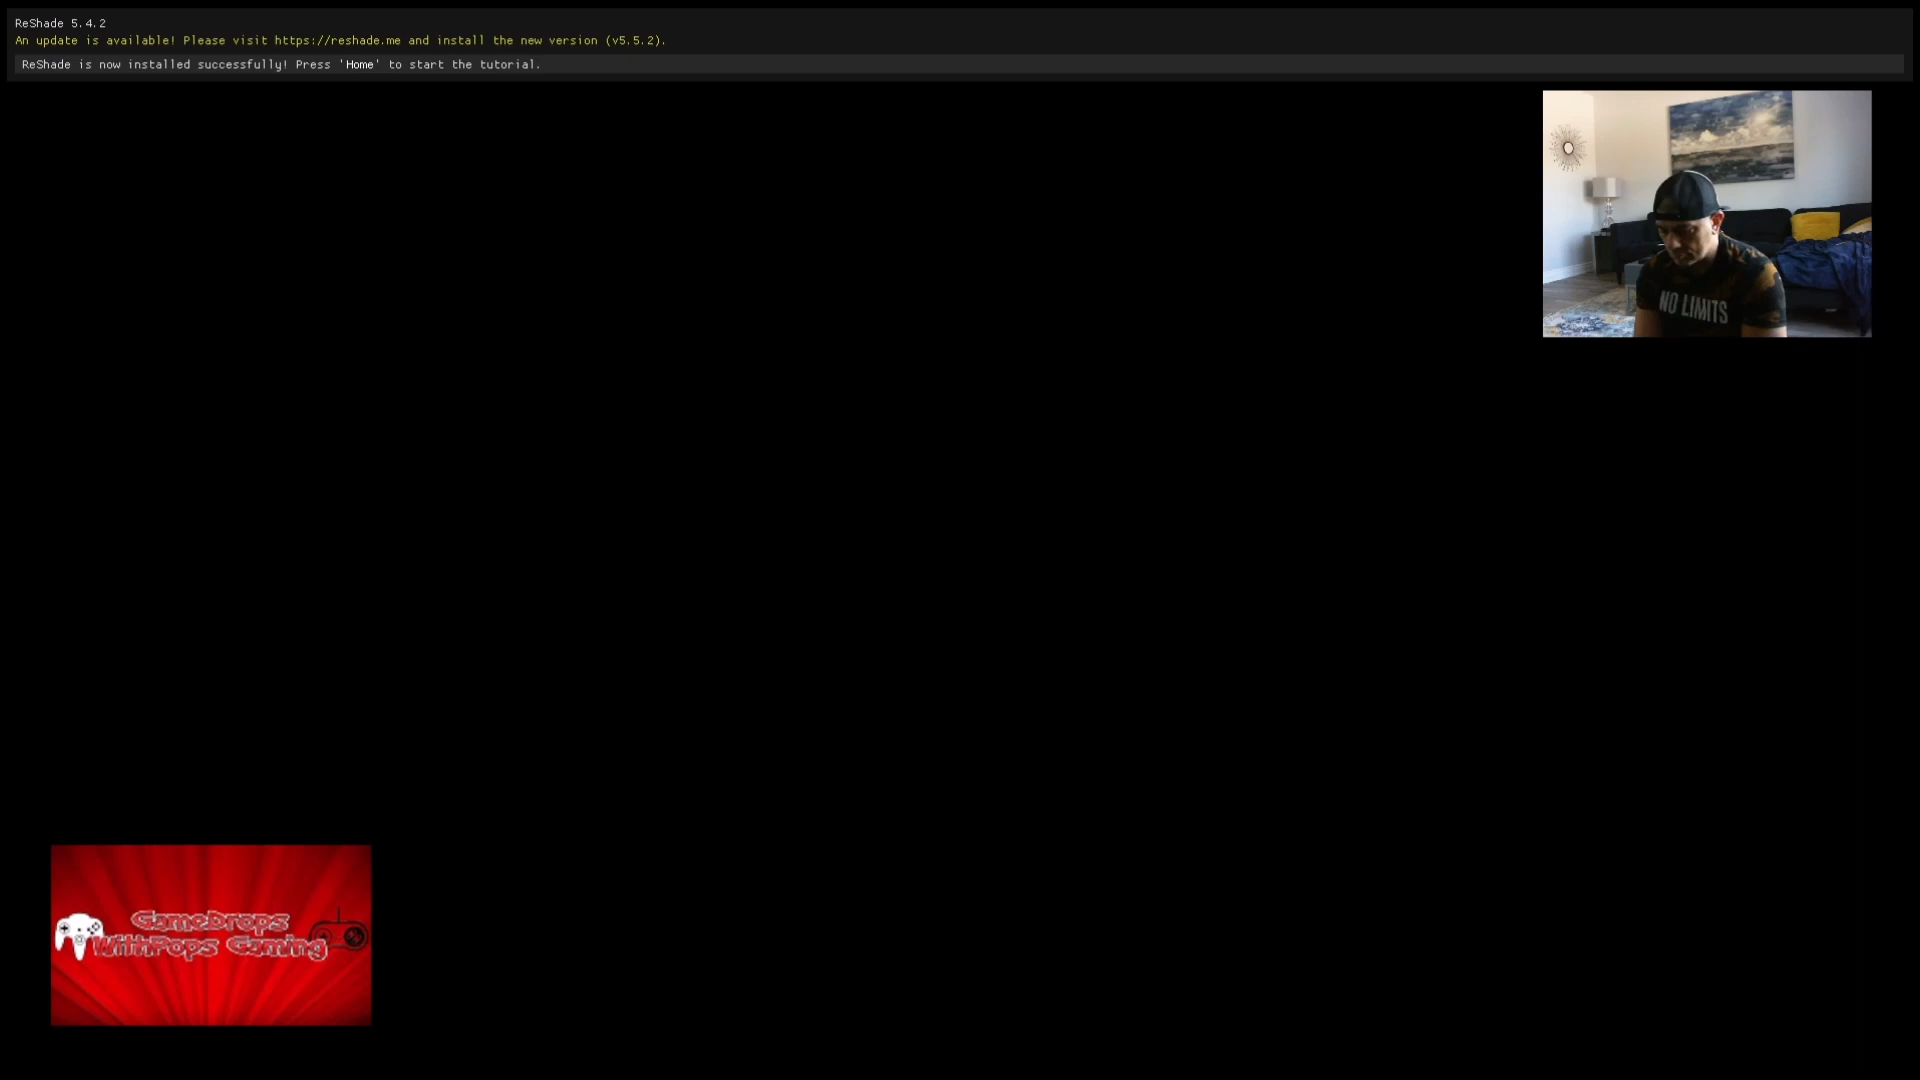 ReShade 5.4.2
An update is available! Please visit https://reshade.me and install the new version (v5.5.2).
ReShade is now installed successfully! Press 'Home' to start the tutorial.
NO LIMITS
GameDrops
WithPops Gaming